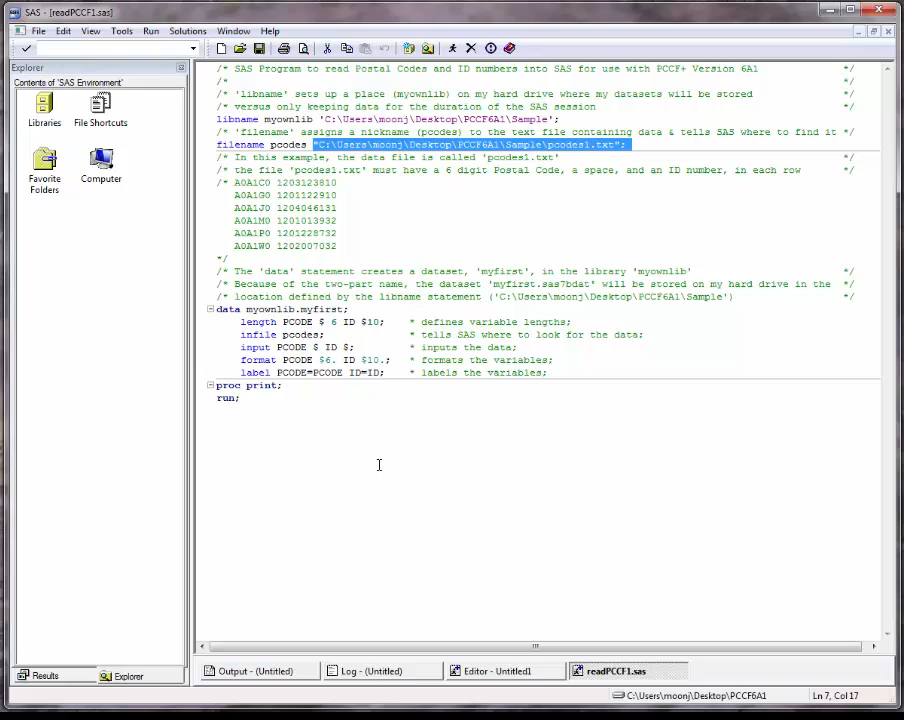 SAS - [readPCCF1.sas]
File Edit View Tools Run Solutions Window Help
Explorer
Contents of 'SAS Environment'
Libraries File Shortcuts
Favorite Folders Computer
/* SAS Program to read Postal Codes and ID numbers into SAS for use with PCCF+ Version 6A1 */
/* */
/* 'libname' sets up a place (myownlib) on my hard drive where my datasets will be stored */
/* versus only keeping data for the duration of the SAS session */
libname myownlib 'C:\Users\moonj\Desktop\PCCF6A1\Sample';
/* 'filename' assigns a nickname (pcodes) to the text file containing data & tells SAS where to find it */
filename pcodes "C:\Users\moonj\Desktop\PCCF6A1\Sample\pcodes1.txt";
/* In this example, the data file is called 'pcodes1.txt' */
/* the file 'pcodes1.txt' must have a 6 digit Postal Code, a space, and an ID number, in each row */
/* A0A1C0 1203123810
A0A1G0 1201122910
A0A1J0 1204046131
A0A1M0 1201013932
A0A1P0 1201228732
A0A1W0 1202007032
*/
/* The 'data' statement creates a dataset, 'myfirst', in the library 'myownlib' */
/* Because of the two-part name, the dataset 'myfirst.sas7bdat' will be stored on my hard drive in the */
/* location defined by the libname statement ('C:\Users\moonj\Desktop\PCCF6A1\Sample') */
data myownlib.myfirst;
length PCODE $ 6 ID $10; * defines variable lengths;
infile pcodes; * tells SAS where to look for the data;
input PCODE $ ID $; * inputs the data;
format PCODE $6. ID $10.; * formats the variables;
label PCODE=PCODE ID=ID; * labels the variables;
proc print;
run;
Results Explorer
Output - (Untitled) Log - (Untitled) Editor - Untitled1 readPCCF1.sas
C:\Users\moonj\Desktop\PCCF6A1 Ln 7, Col 17